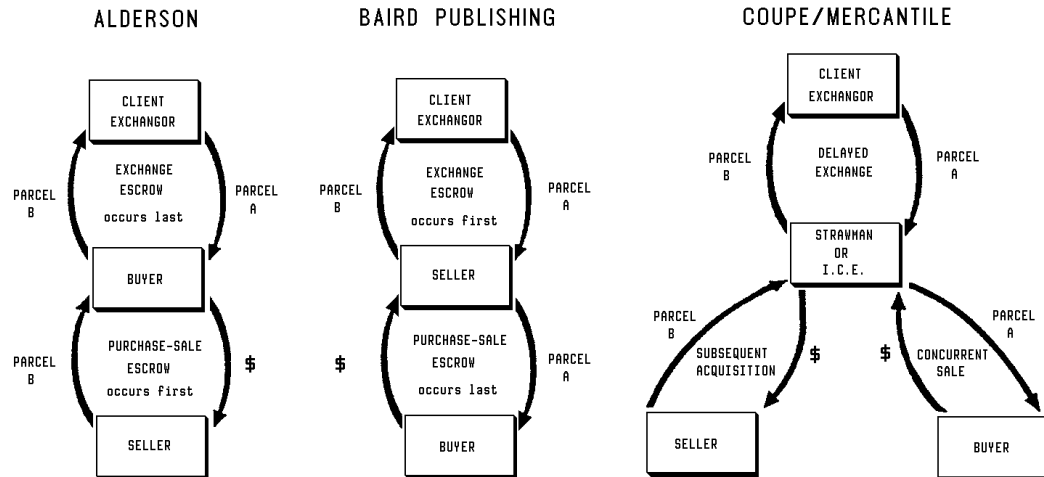 ALDERSON
CLIENT
EXCHANGOR
PARCEL
B
EXCHANGE
ESCROW
occurs last
PARCEL
A
BUYER
PARCEL
B
PURCHASE-SALE
ESCROW
occurs first
$
SELLER
BAIRD PUBLISHING
CLIENT
EXCHANGOR
PARCEL
B
EXCHANGE
ESCROW
occurs first
PARCEL
A
SELLER
$
PURCHASE-SALE
ESCROW
occurs last
PARCEL
A
BUYER
COUPE/MERCANTILE
CLIENT
EXCHANGOR
PARCEL
B
DELAYED
EXCHANGE
PARCEL
A
STRAWMAN
OR
I.C.E.
PARCEL
B
SUBSEQUENT
ACQUISITION
$
$
CONCURRENT
SALE
PARCEL
A
SELLER
BUYER